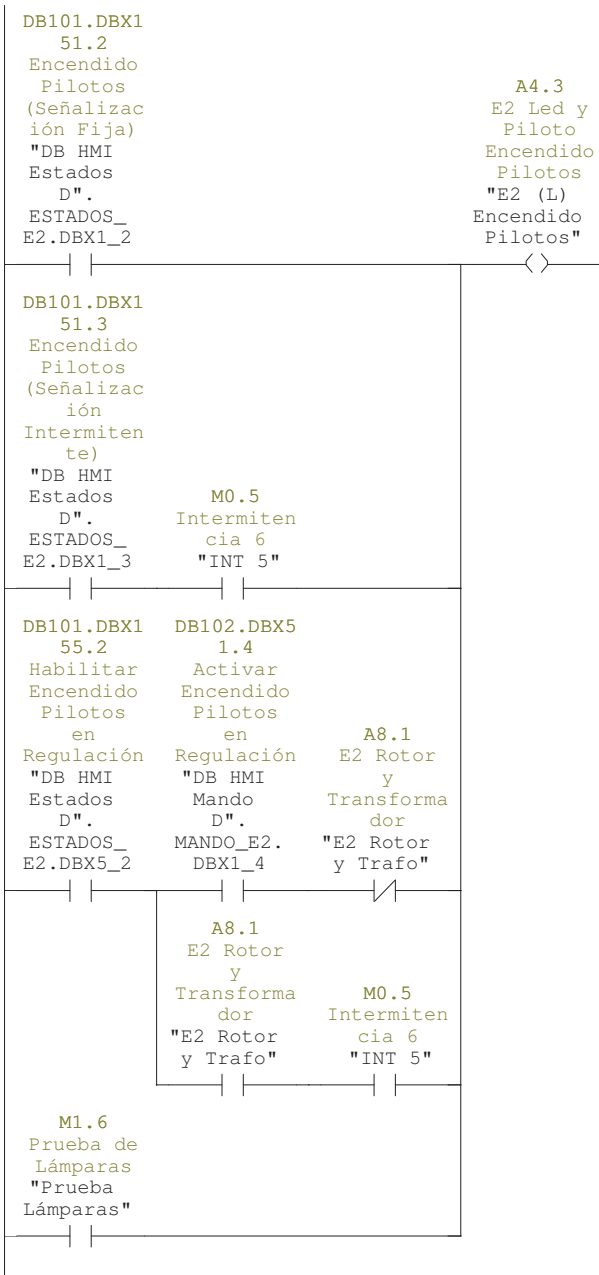 DB101.DBX1
51.2
Encendido
Pilotos
(Señalizac
ión Fija)
"DB HMI
Estados
D".
ESTADOS_
E2.DBX1_2
A4.3
E2 Led y
Piloto
Encendido
Pilotos
"E2 (L)
Encendido
Pilotos"
DB101.DBX1
51.3
Encendido
Pilotos
(Señalizac
ión
Intermiten
te)
"DB HMI
Estados
D".
ESTADOS_
E2.DBX1_3
M0.5
Intermiten
cia 6
"INT 5"
DB101.DBX1
55.2
Habilitar
Encendido
Pilotos
en
Regulación
"DB HMI
Estados
D".
ESTADOS_
E2.DBX5_2
DB102.DBX5
1.4
Activar
Encendido
Pilotos
en
Regulación
"DB HMI
Mando
D".
MANDO_E2.
DBX1_4
A8.1
E2 Rotor
y
Transforma
dor
"E2 Rotor
y Trafo"
A8.1
E2 Rotor
y
Transforma
dor
"E2 Rotor
y Trafo"
M0.5
Intermiten
cia 6
"INT 5"
M1.6
Prueba de
Lámparas
"Prueba
Lámparas"